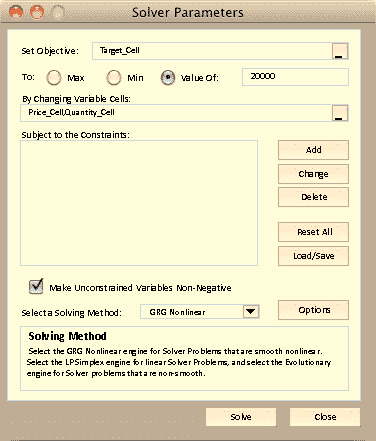 Solver Parameters
Set Objective: Target_Cell
To: Max Min Value Of: 20000
By Changing Variable Cells:
Price_Cell,Quantity_Cell
Subject to the Constraints:
Add
Change
Delete
Reset All
Load/Save
Make Unconstrained Variables Non-Negative
Select a Solving Method: GRG Nonlinear Options
Solving Method
Select the GRG Nonlinear engine for Solver Problems that are smooth nonlinear.
Select the LP Simplex engine for linear Solver Problems, and select the Evolutionary
engine for Solver problems that are non-smooth.
Solve Close